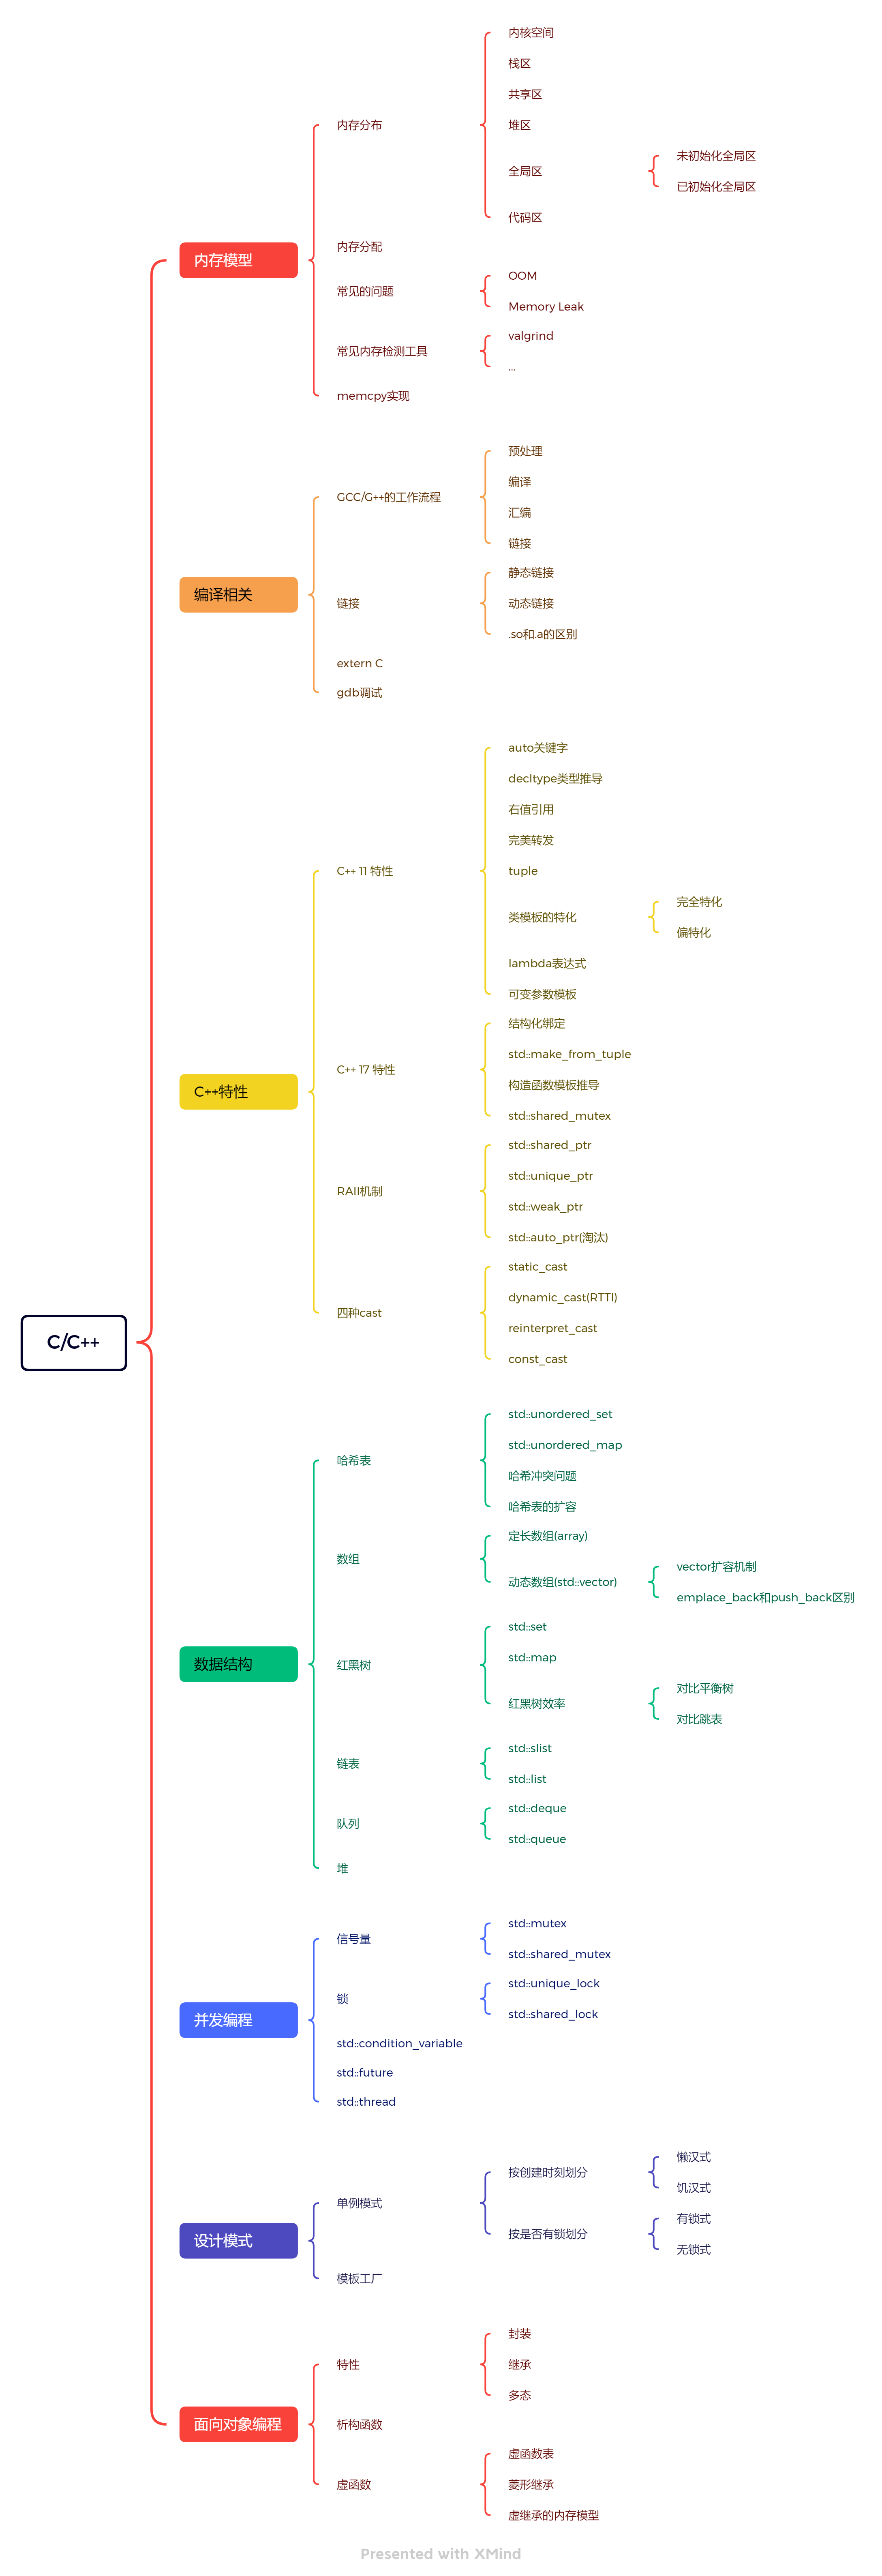 C/C++
内存模型
内存分布
内核空间
栈区
共享区
堆区
全局区
未初始化全局区
已初始化全局区
代码区
内存分配
常见的问题
OOM
Memory Leak
常见内存检测工具
valgrind
...
memcpy实现
编译相关
GCC/G++的工作流程
预处理
编译
汇编
链接
链接
静态链接
动态链接
.so和.a的区别
extern C
gdb调试
C++特性
C++ 11 特性
auto关键字
decltype类型推导
右值引用
完美转发
tuple
类模板的特化
完全特化
偏特化
lambda表达式
可变参数模板
C++ 17 特性
结构化绑定
std::make_from_tuple
构造函数模板推导
std::shared_mutex
RAII机制
std::shared_ptr
std::unique_ptr
std::weak_ptr
std::auto_ptr(淘汰)
四种cast
static_cast
dynamic_cast(RTTI)
reinterpret_cast
const_cast
数据结构
哈希表
std::unordered_set
std::unordered_map
哈希冲突问题
哈希表的扩容
数组
定长数组(array)
动态数组(std::vector)
vector扩容机制
emplace_back和push_back区别
红黑树
std::set
std::map
红黑树效率
对比平衡树
对比跳表
链表
std::slist
std::list
队列
std::deque
std::queue
堆
并发编程
信号量
std::mutex
std::shared_mutex
锁
std::unique_lock
std::shared_lock
std::condition_variable
std::future
std::thread
设计模式
单例模式
按创建时刻划分
懒汉式
饥汉式
按是否有锁划分
有锁式
无锁式
模板工厂
面向对象编程
特性
封装
继承
多态
析构函数
虚函数
虚函数表
菱形继承
虚继承的内存模型
Presented with XMind